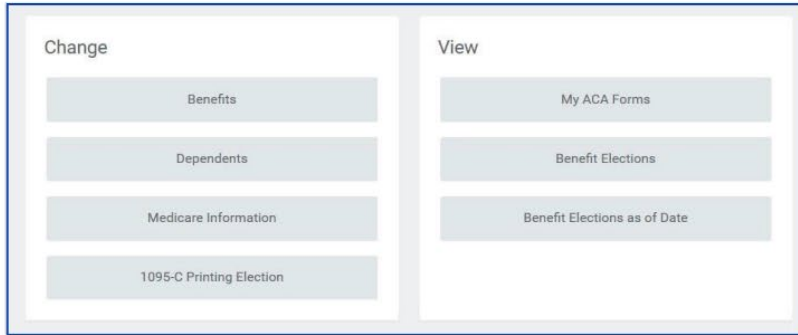 Change
Benefits
Dependents
Medicare Information
1095-C Printing Election
View
My ACA Forms
Benefit Elections
Benefit Elections as of Date